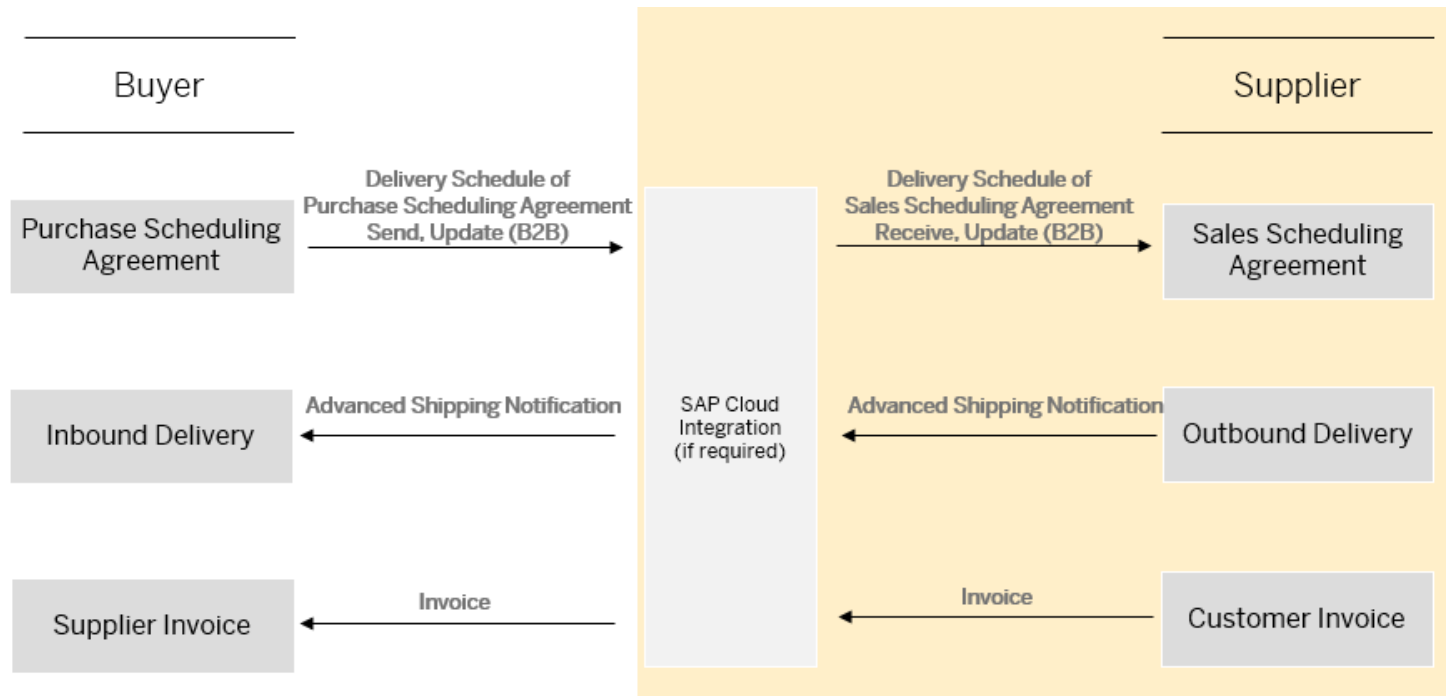 Buyer
Supplier
Delivery Schedule of
Purchase Scheduling Agreement
Send, Update (B2B)
Delivery Schedule of
Sales Scheduling Agreement
Receive, Update (B2B)
Purchase Scheduling
Agreement
Sales Scheduling
Agreement
Advanced Shipping Notification
SAP Cloud
Integration
(if required)
Advanced Shipping Notification
Inbound Delivery
Outbound Delivery
Invoice
Invoice
Supplier Invoice
Customer Invoice